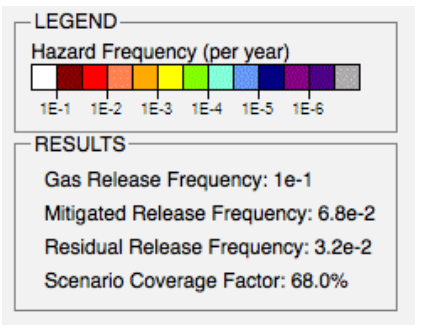 LEGEND
Hazard Frequency (per year)
1E-1 1E-2 1E-3 1E-4 1E-5 1E-6
RESULTS
Gas Release Frequency: 1e-1
Mitigated Release Frequency: 6.8e-2
Residual Release Frequency: 3.2e-2
Scenario Coverage Factor: 68.0%